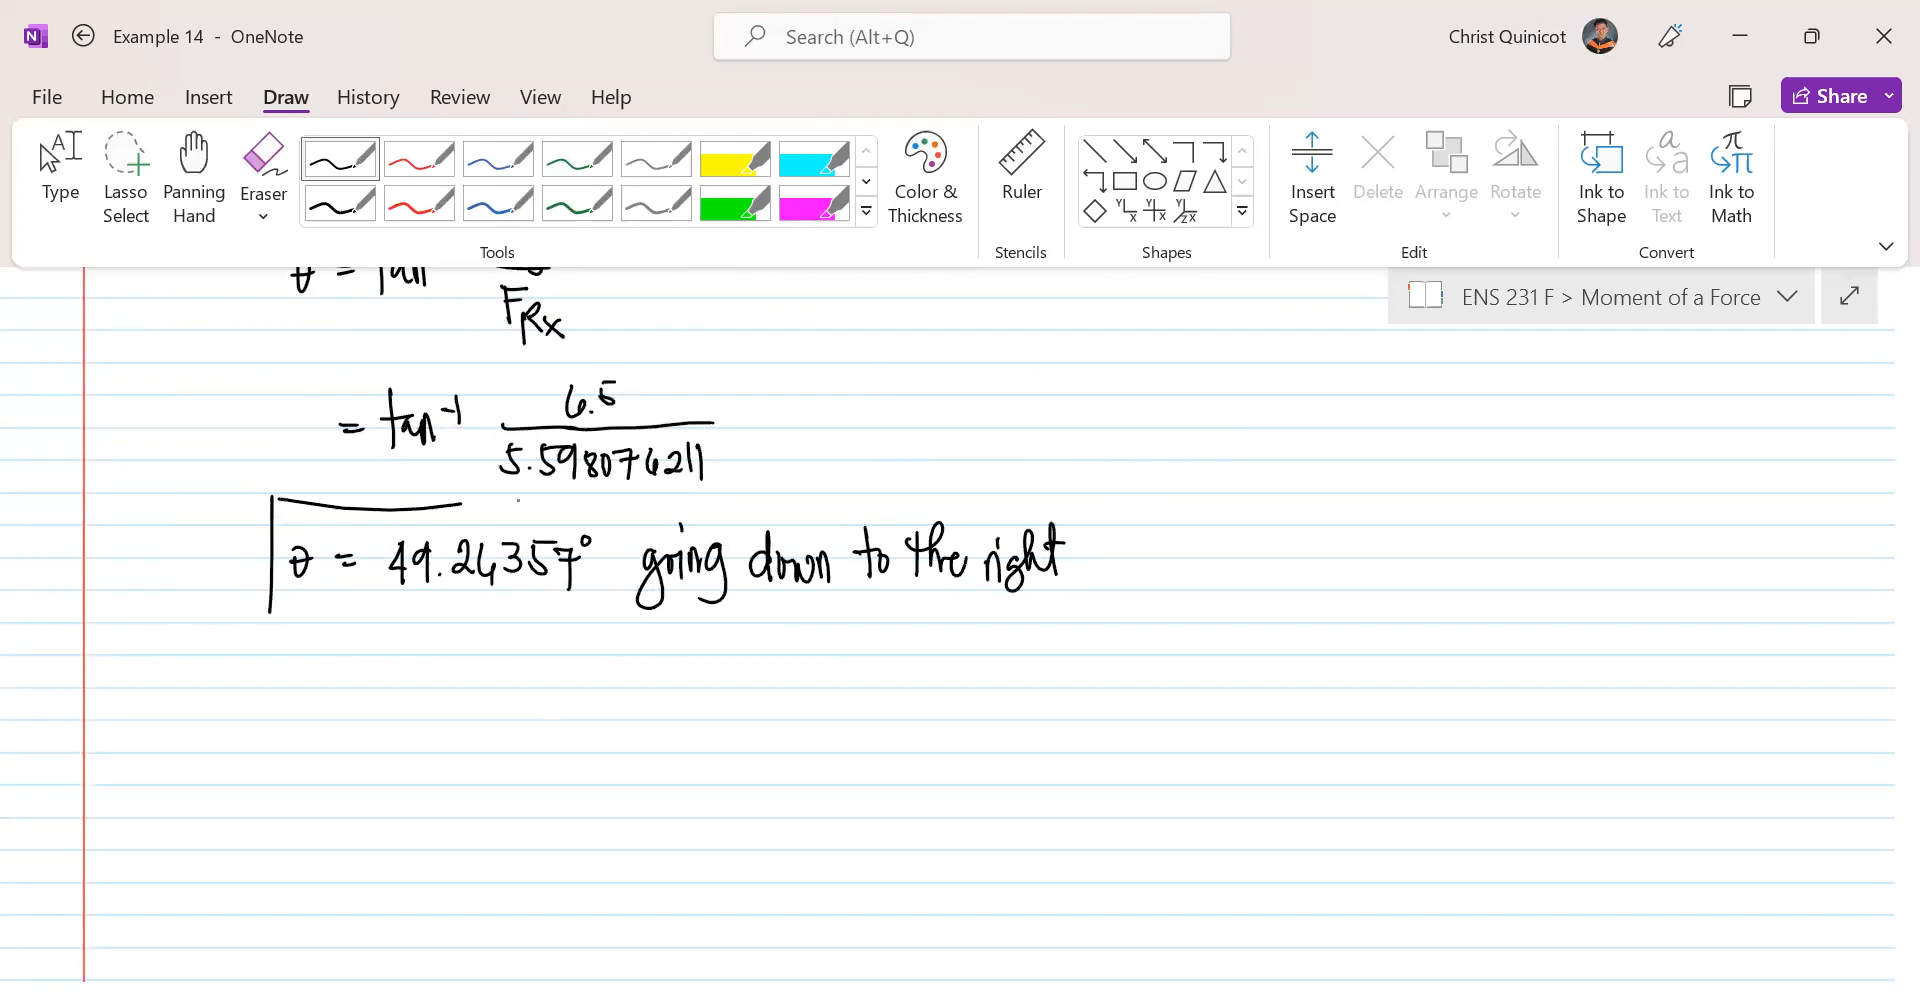 Example 14 - OneNote
Search (Alt+Q)
Christ Quinicot
File Home Insert Draw History Review View Help
Share
Type
Lasso Select
Panning Hand
Eraser
Color & Thickness
Ruler
Insert Space
Delete
Arrange
Rotate
Ink to Shape
Ink to Text
Ink to Math
Tools
Stencils
Shapes
Edit
Convert
ENS 231 F > Moment of a Force
θ = Tan
F_Rx
= tan⁻¹ 6.5 / 5.598076211
θ = 49.26357° going down to the right